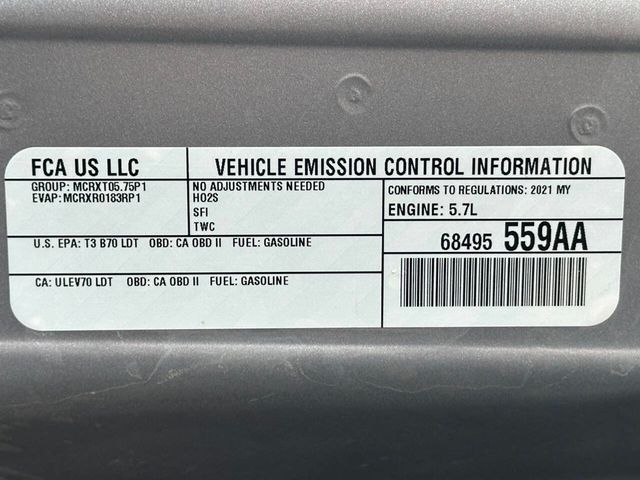 FCA US LLC
VEHICLE EMISSION CONTROL INFORMATION
GROUP: MCRXT05.75P1
EVAP: MCRXR0183RP1
NO ADJUSTMENTS NEEDED
HO2S
SFI
TWC
CONFORMS TO REGULATIONS: 2021 MY
ENGINE: 5.7L
U.S. EPA: T3 B70 LDT OBD: CA OBD II FUEL: GASOLINE
68495 559AA
CA: ULEV70 LDT OBD: CA OBD II FUEL: GASOLINE